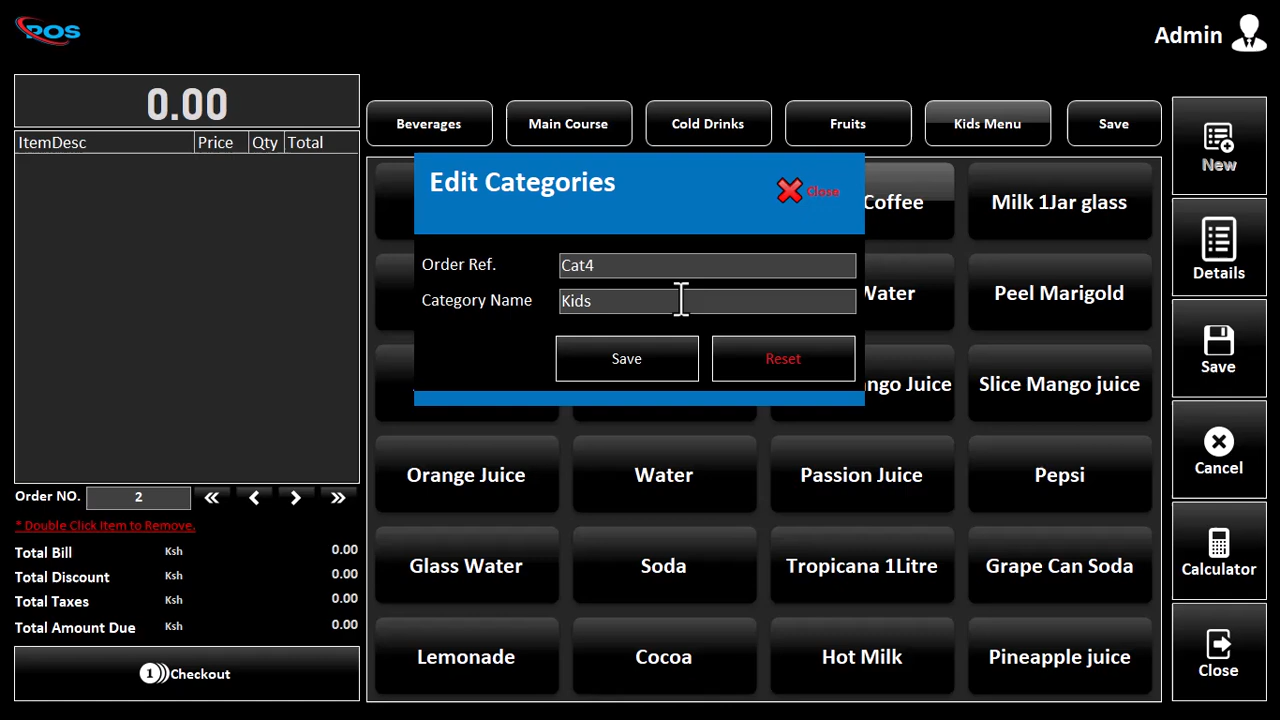 POS
Admin
0.00
ItemDesc Price Qty Total
Beverages Main Course Cold Drinks Fruits Kids Menu Save
Edit Categories
Close
Order Ref. Cat4
Category Name Kids
Save Reset
Coffee Milk 1Jar glass
Water Peel Marigold
ngo Juice Slice Mango juice
Orange Juice Water Passion Juice Pepsi
Glass Water Soda Tropicana 1Litre Grape Can Soda
Lemonade Cocoa Hot Milk Pineapple juice
Order NO. 2
* Double Click Item to Remove.
Total Bill Ksh 0.00
Total Discount Ksh 0.00
Total Taxes Ksh 0.00
Total Amount Due Ksh 0.00
1 Checkout
New
Details
Save
Cancel
Calculator
Close